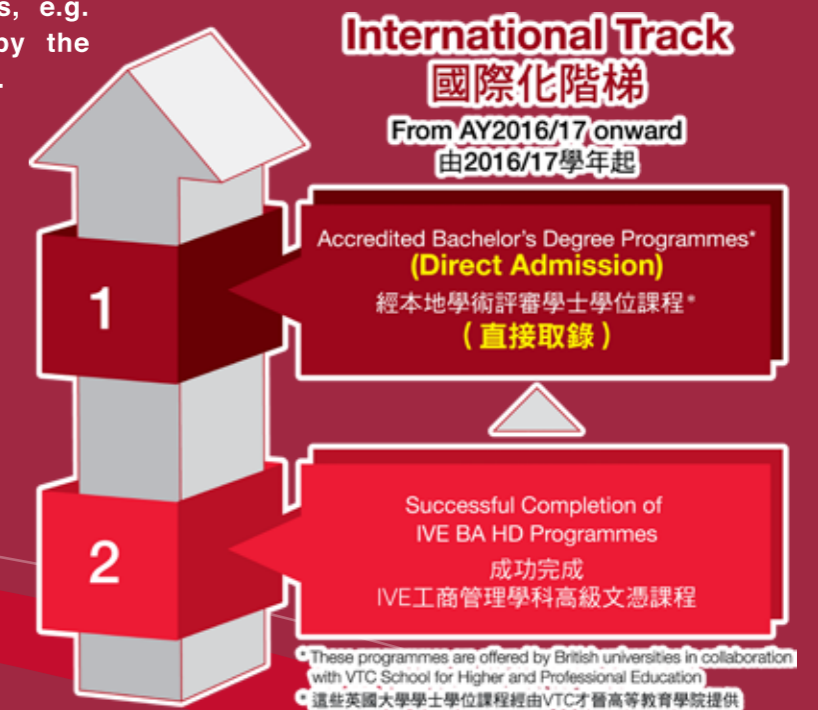 s, e.g.
by the
.
International Track
國際化階梯
From AY2016/17 onward
由2016/17學年起
1
Accredited Bachelor's Degree Programmes*
(Direct Admission)
經本地學術評審學士學位課程*
(直接取錄)
2
Successful Completion of
IVE BA HD Programmes
成功完成
IVE工商管理學科高級文憑課程
* These programmes are offered by British universities in collaboration
with VTC School for Higher and Professional Education
* 這些英國大學學士學位課程經由VTC才晉高等教育學院提供